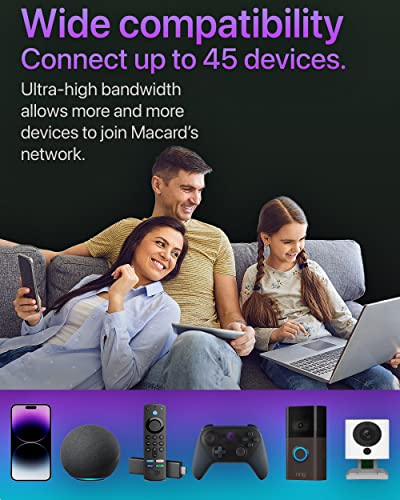 Wide compatibility
Connect up to 45 devices.
Ultra-high bandwidth
allows more and more
devices to join Macard's
network.
ring